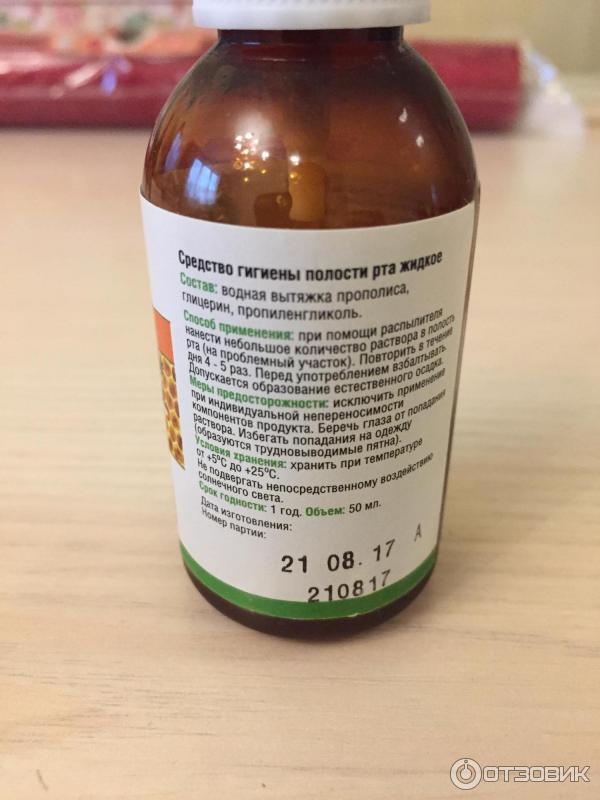 Средство гигиены полости рта жидкое
Состав: водная вытяжка прополиса,
глицерин, пропиленгликоль.
Способ применения: при помощи распылителя
нанести небольшое количество раствора в полость
рта (на проблемный участок). Повторить в течение
дня 4 - 5 раз. Перед употреблением взбалтывать.
Допускается образование естественного осадка.
Меры предосторожности: исключить применение
при индивидуальной непереносимости
компонентов продукта. Беречь глаза от попадания
раствора. Избегать попадания на одежду
(образуются трудновыводимые пятна).
Условия хранения: хранить при температуре
от +5°С до +25°С.
Не подвергать непосредственному воздействию
солнечного света.
Срок годности: 1 год. Объем: 50 мл.
Дата изготовления:
Номер партии:
21 08. 17 А
210817
ОТЗОВИК